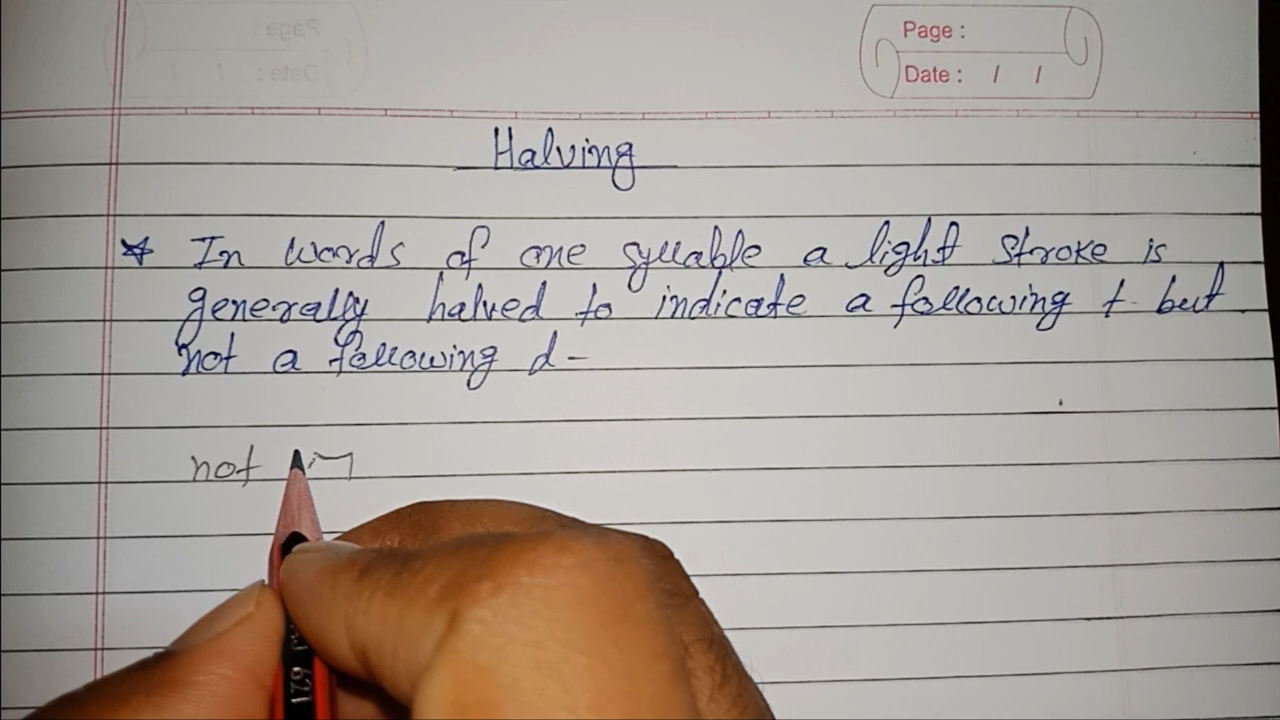 Page :
Date : / /
Halving
* In words of one syllable a light stroke is
generally halved to indicate a following t. but
not a following d -
not
621